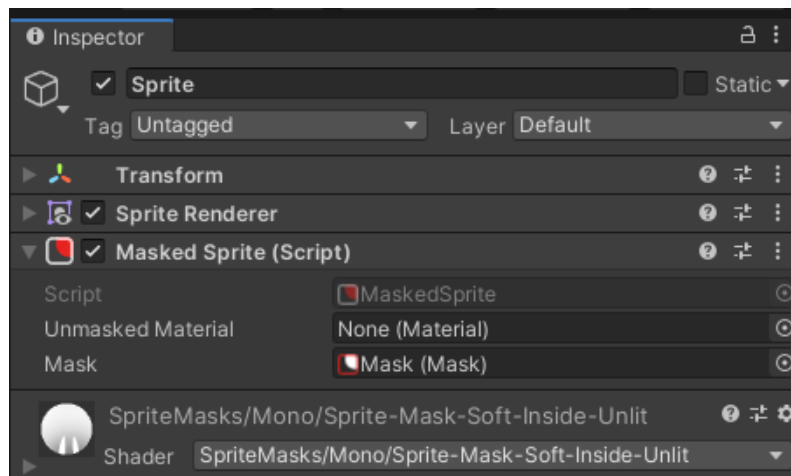 Inspector
Sprite Static
Tag Untagged Layer Default
Transform
Sprite Renderer
Masked Sprite (Script)
Script MaskedSprite
Unmasked Material None (Material)
Mask Mask (Mask)
SpriteMasks/Mono/Sprite-Mask-Soft-Inside-Unlit
Shader SpriteMasks/Mono/Sprite-Mask-Soft-Inside-Unlit